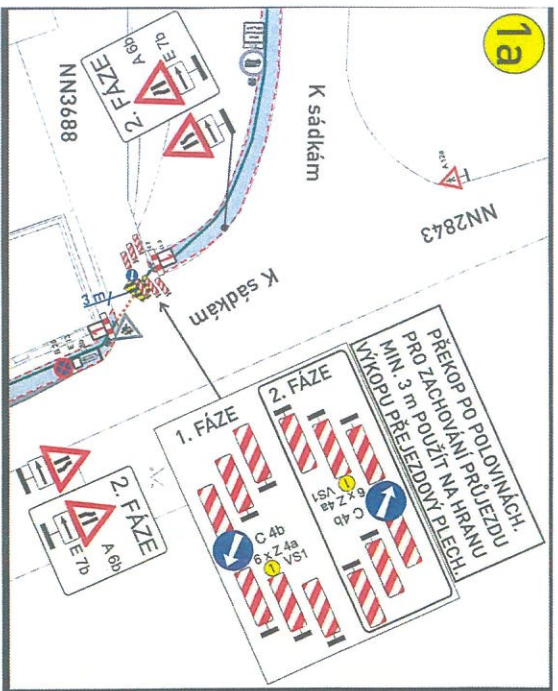 1a
K sádkám
NN2843
NN3688
K sádkám
3 m
2. FÁZE
A 6b
E 7b
PŘEKOP PO POLOVINÁCH.
PRO ZACHOVÁNÍ PRŮJEZDU
MIN. 3 m POUŽÍT NA HRANU
VÝKOPU PŘEJEZDOVÝ PLECH.
2. FÁZE
C 4b
6 x Z 4a
VS1
1. FÁZE
C 4b
6 x Z 4a
VS1
2. FÁZE
A 6b
E 7b